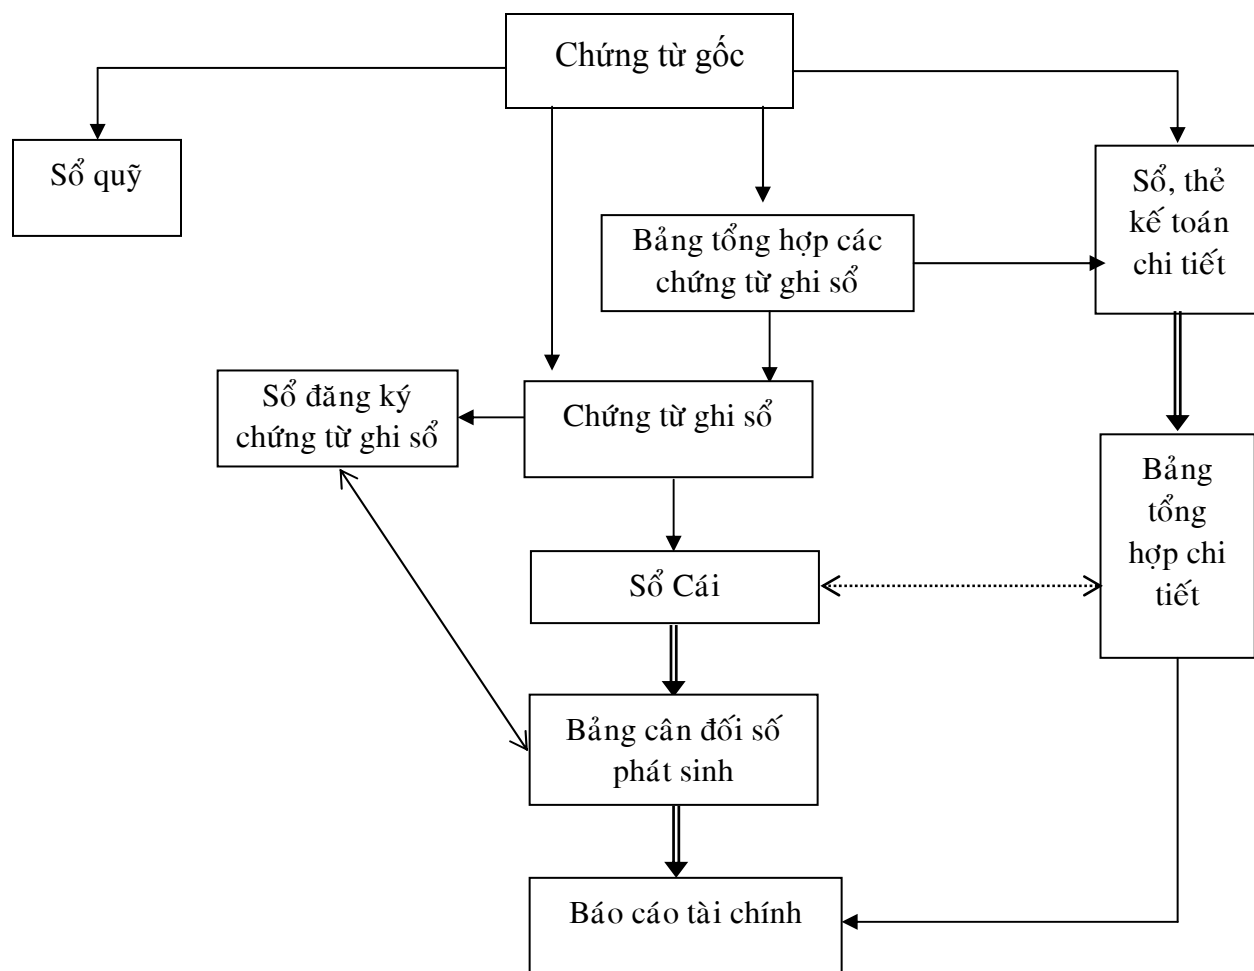 Chứng từ gốc
Sổ quỹ
Sổ, thẻ
kế toán
chi tiết
Bảng tổng hợp các
chứng từ ghi sổ
Sổ đăng ký
chứng từ ghi sổ
Chứng từ ghi sổ
Bảng
tổng
hợp chi
tiết
Sổ Cái
Bảng cân đối số
phát sinh
Báo cáo tài chính